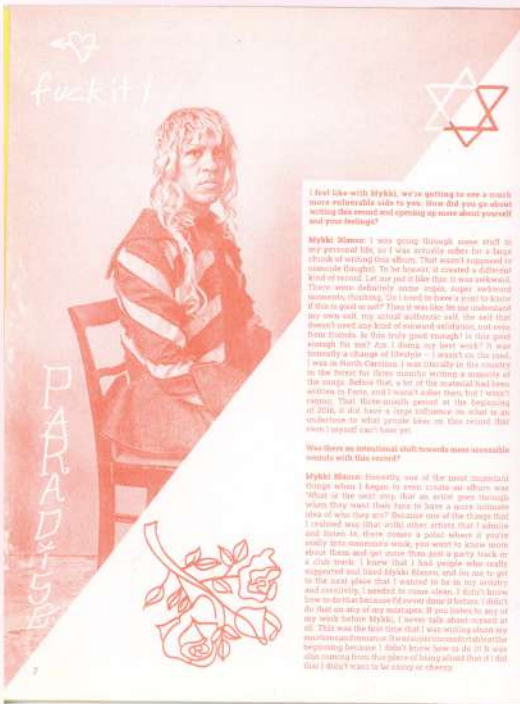 fuck it!
PARADISE
I feel like with Mykki, we're getting to see a much
more vulnerable side to you. How did you go about
writing this record and opening up more about yourself
and your feelings?
Mykki Blanco: I was going through some stuff in
my personal life, so I was actually sober for a large
chunk of writing this album. That wasn't supposed to
coincide (laughs). To be honest, it created a different
kind of record. Let me put it like that: it was awkward.
There were definitely some super, super awkward
moments, thinking, 'Do I need to have a joint to know
if this is good or not?' Then it was like, let me understand
my own self, my actual authentic self, the self that
doesn't need any kind of outward validation, not even
from friends. Is this truly good enough? Is this good
enough for me? Am I doing my best work? It was
honestly a change of lifestyle – I wasn't on the road,
I was in North Carolina. I was literally in the country
in the forest for three months writing a majority of
the songs. Before that, a lot of the material had been
written in Paris, and I wasn't sober then, but I wasn't
raging. That three-month period at the beginning
of 2016, it did have a large influence on what is an
undertone to what people hear on this record that
even I myself can't hear yet.
Was there an intentional shift towards more accessible
sounds with this record?
Mykki Blanco: Honestly, one of the most important
things when I began to even create an album was
'What is the next step that an artist goes through
when they want their fans to have a more intimate
idea of who they are?' Because one of the things that
I realised was that with other artists that I admire
and listen to, there comes a point where if you're
really into someone's work, you want to know more
about them and get more than just a party track or
a club track. I knew that I had people who really
supported and liked Mykki Blanco, and for me to get
to the next place that I wanted to be in my artistry
and creativity, I needed to come clean. I didn't know
how to do that because I'd never done it before. I didn't
do that on any of my mixtapes. If you listen to any of
my work before Mykki, I never talk about myself at
all. This was the first time that I was writing about my
emotions and romance. It was super uncomfortable at the
beginning because I didn't know how to do it! It was
also coming from this place of being afraid that if I did
that I didn't want to be corny or cheesy.
7